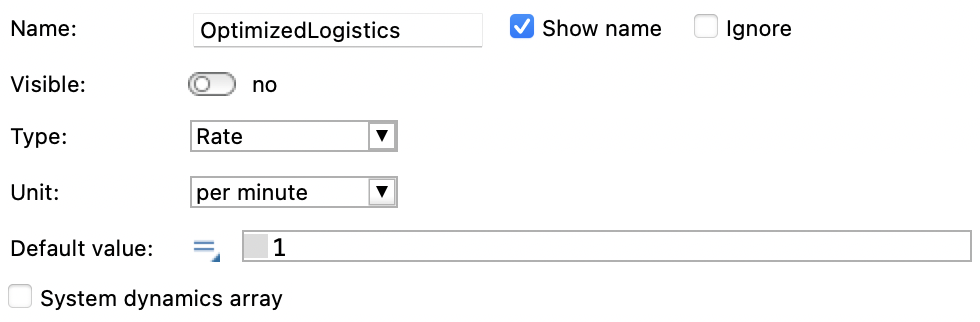 Name: OptimizedLogistics Show name Ignore
Visible: no
Type: Rate
Unit: per minute
Default value: 1
System dynamics array